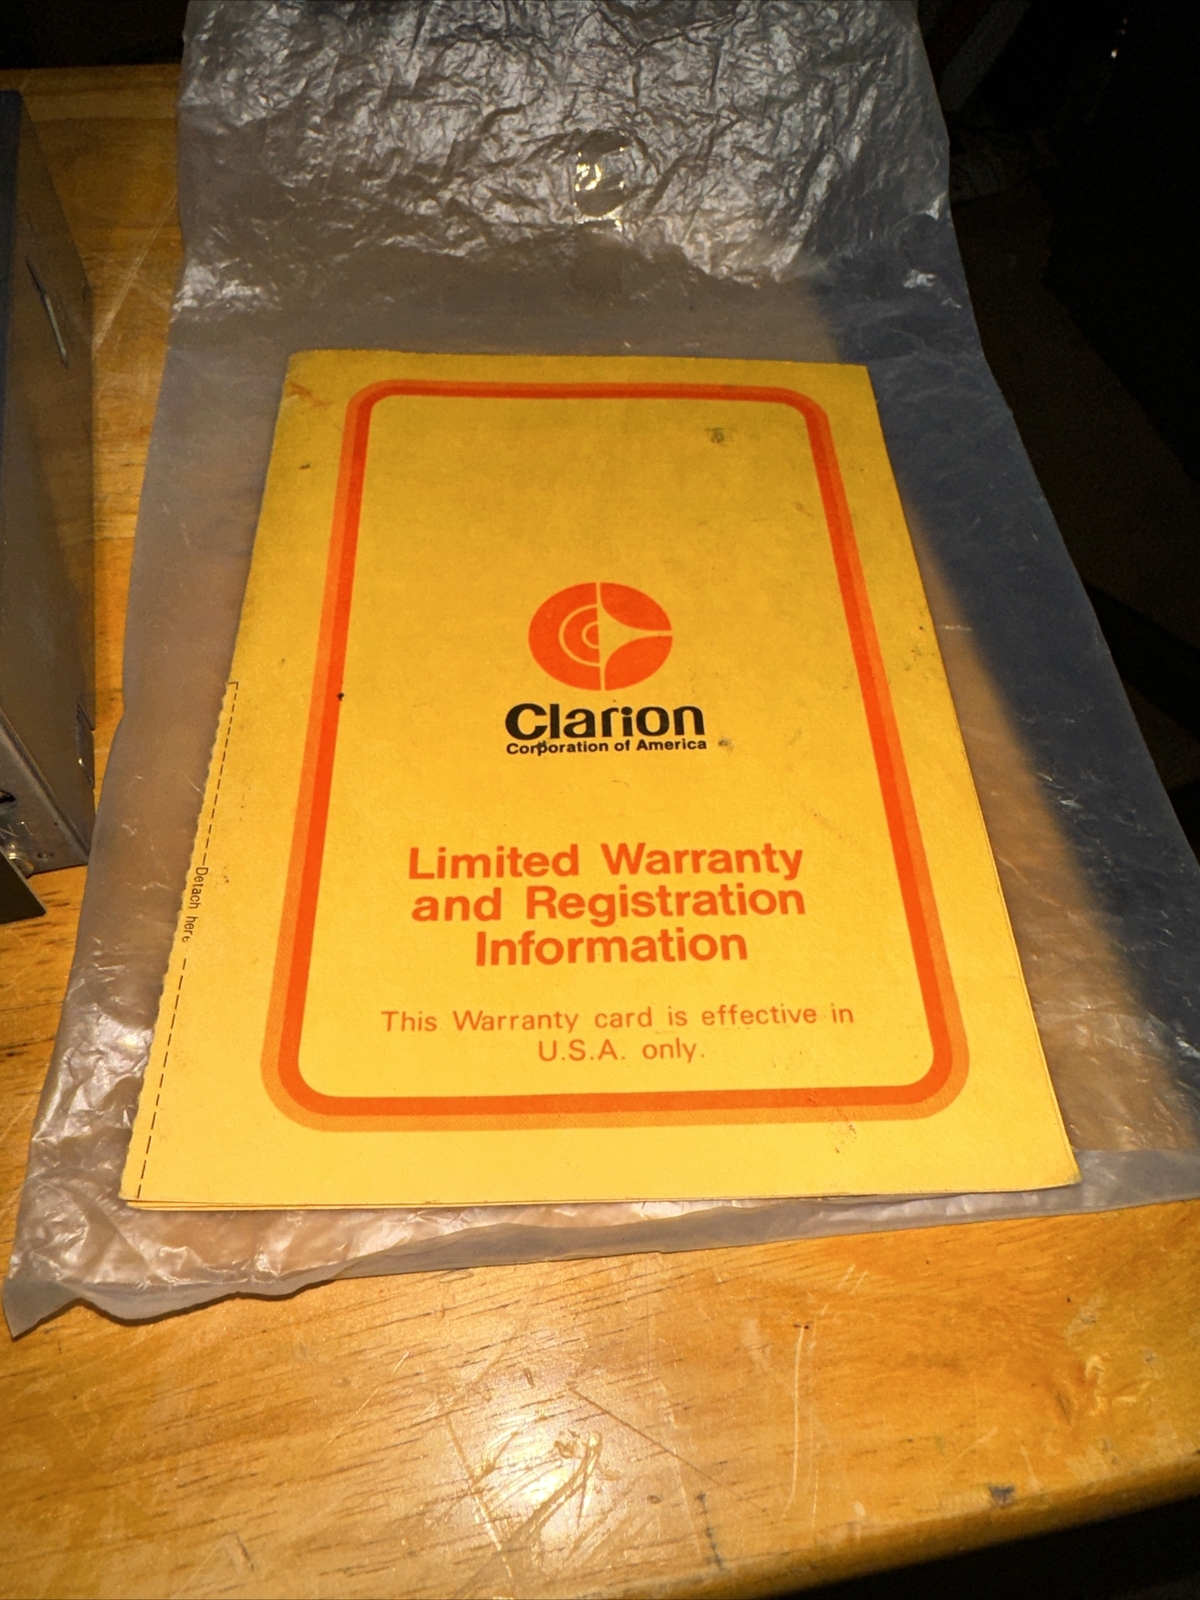 Clarion
Corporation of America
Limited Warranty
and Registration
Information
This Warranty card is effective in
U.S.A. only.
Detach here